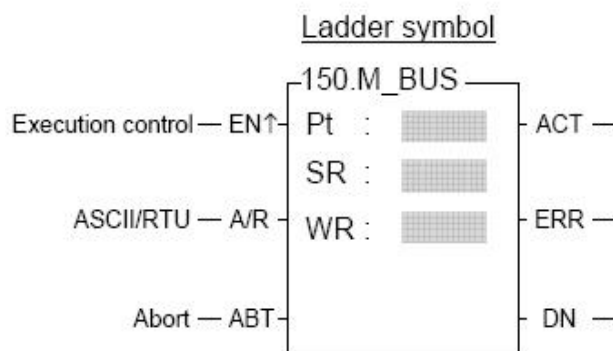 Ladder symbol
150.M_BUS
Execution control EN↑ Pt : ACT
SR :
ASCII/RTU A/R WR : ERR
Abort ABT DN